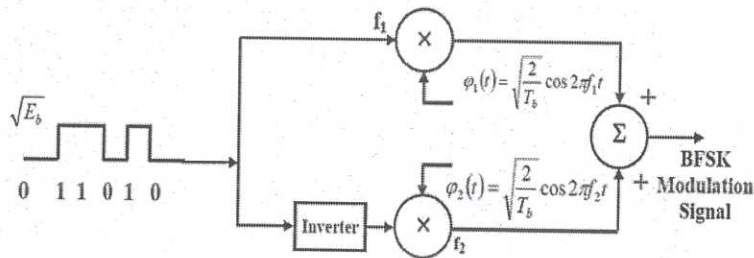 f₁
×
φ₁(t) = √(2/T_b) cos 2πf₁t
√E_b
+
Σ
0 1 1 0 1 0
BFSK
Modulation
Signal
+
φ₂(t) = √(2/T_b) cos 2πf₂t
Inverter
×
f₂